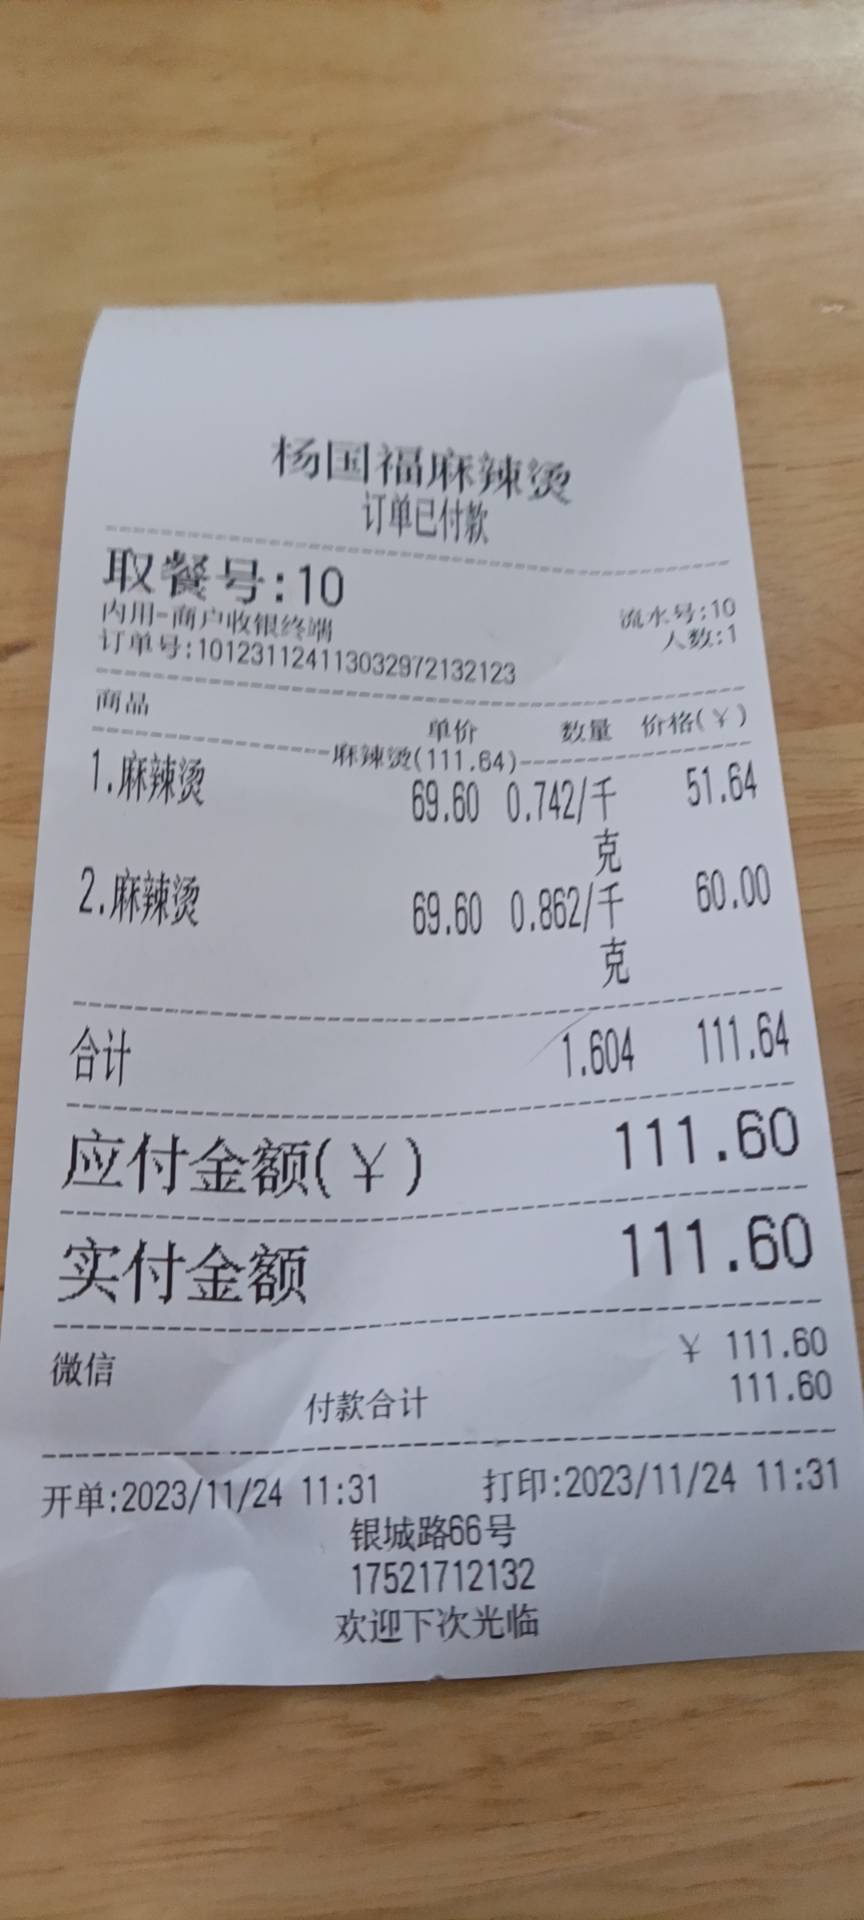 杨国福麻辣烫
订单已付款
取餐号:10
内用-商户收银终端 流水号:10
订单号:101231124113032972132123 人数:1
商品 单价 数量 价格(￥)
麻辣烫(111.64)
1.麻辣烫 69.60 0.742/千克 51.64
2.麻辣烫 69.60 0.862/千克 60.00
合计 1.604 111.64
应付金额(￥) 111.60
实付金额 111.60
微信 ￥ 111.60
付款合计 111.60
开单:2023/11/24 11:31 打印:2023/11/24 11:31
银城路66号
17521712132
欢迎下次光临